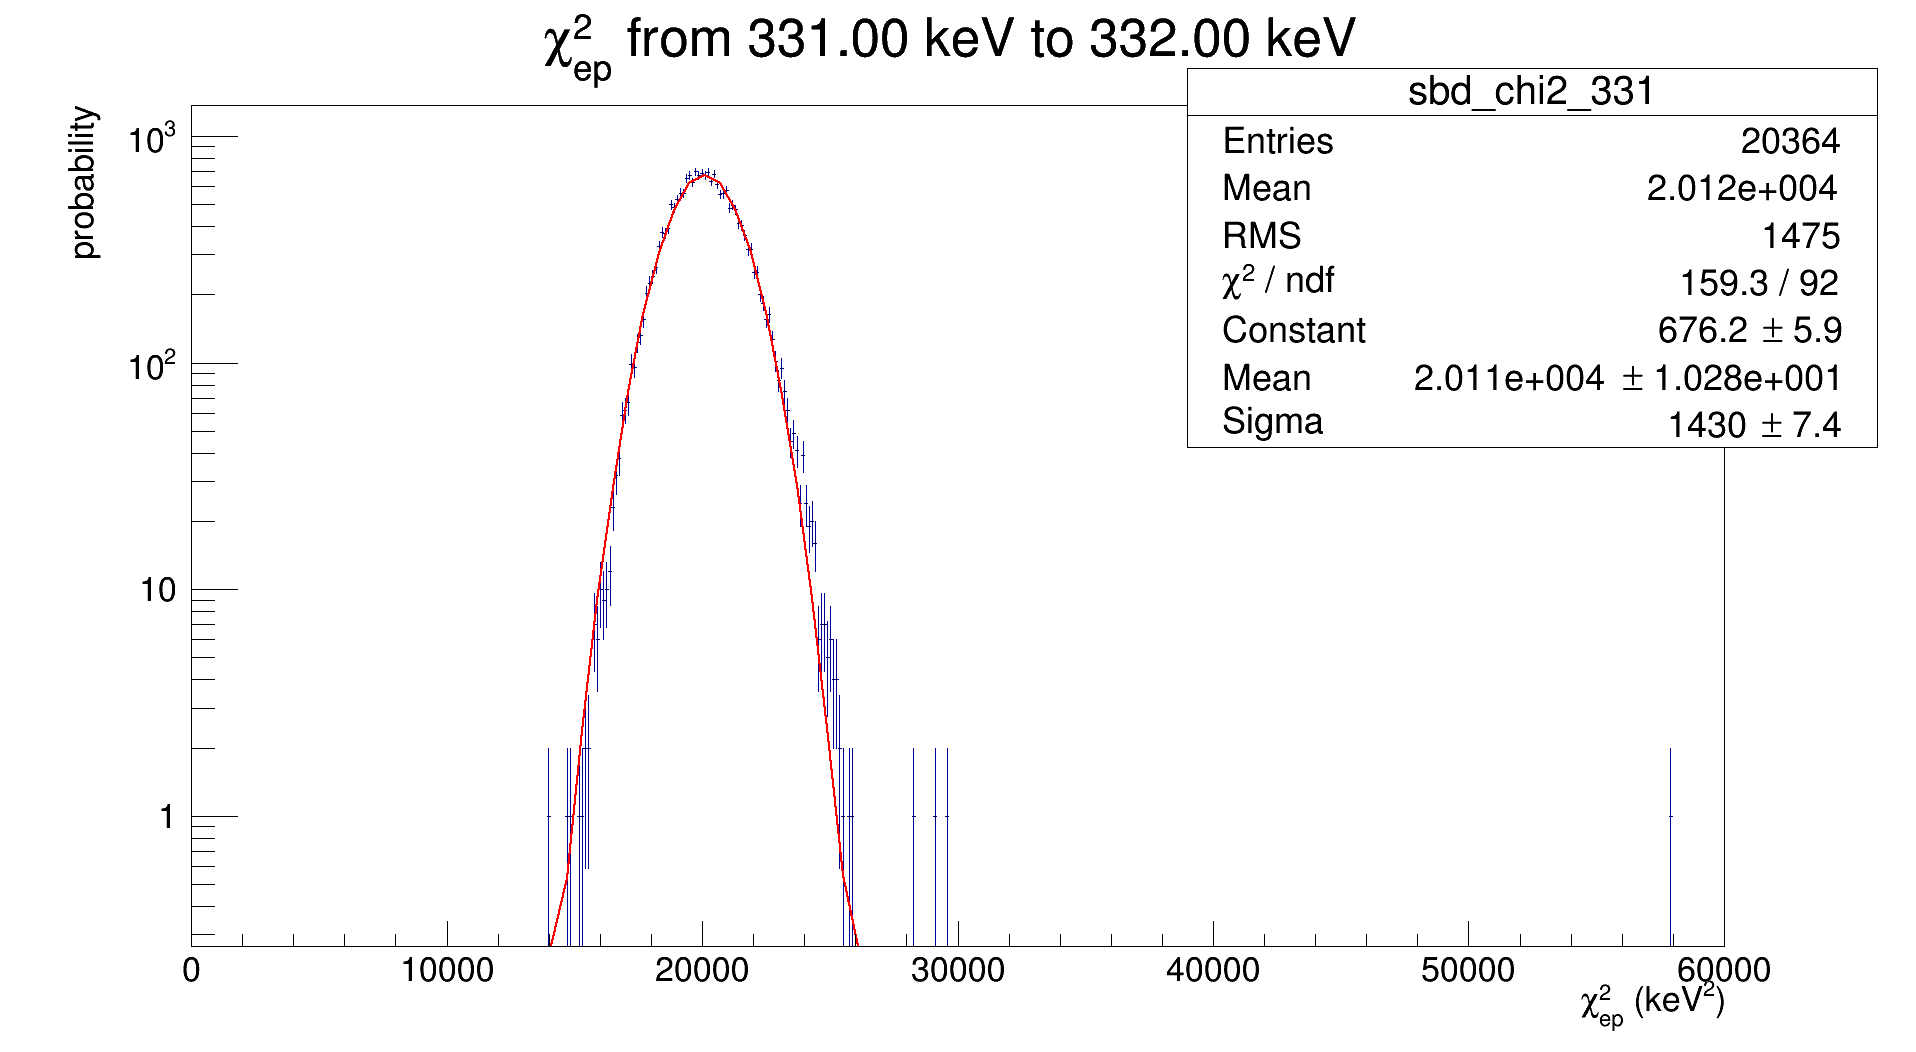 χ²ep from 331.00 keV to 332.00 keV
sbd_chi2_331
Entries 20364
Mean 2.012e+004
RMS 1475
χ² / ndf 159.3 / 92
Constant 676.2 ± 5.9
Mean 2.011e+004 ± 1.028e+001
Sigma 1430 ± 7.4
probability
10³
10²
10
1
0 10000 20000 30000 40000 50000 60000
χ²ep (keV²)